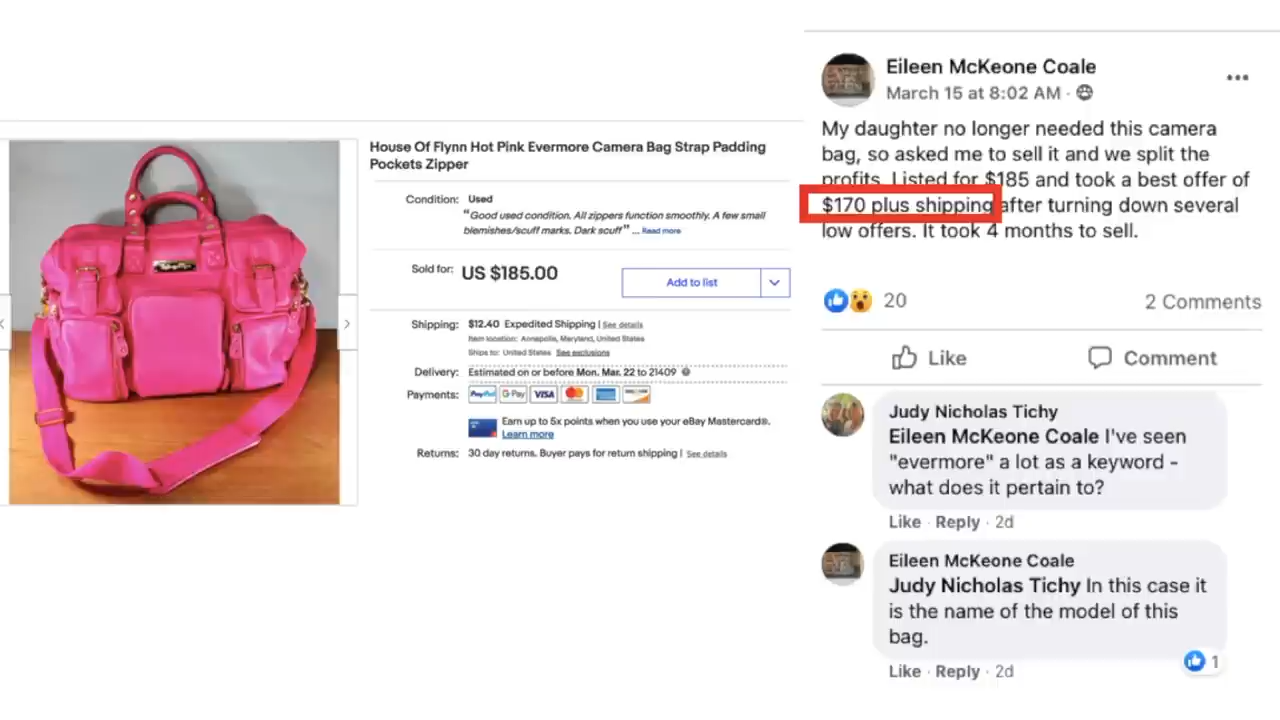 House Of Flynn Hot Pink Evermore Camera Bag Strap Padding
Pockets Zipper
Condition: Used
"Good used condition. All zippers function smoothly. A few small
blemishes/scuff marks. Dark scuff" ... Read more
Sold for: US $185.00
Add to list
Shipping: $12.40 Expedited Shipping | See details
Item location: Annapolis, Maryland, United States
Ships to: United States See exclusions
Delivery: Estimated on or before Mon. Mar. 22 to 21409
Payments: PayPal G Pay VISA
Earn up to 5x points when you use your eBay Mastercard®.
Learn more
Returns: 30 day returns. Buyer pays for return shipping | See details
Eileen McKeone Coale
March 15 at 8:02 AM ·
My daughter no longer needed this camera
bag, so asked me to sell it and we split the
profits. Listed for $185 and took a best offer of
$170 plus shipping after turning down several
low offers. It took 4 months to sell.
20
2 Comments
Like
Comment
Judy Nicholas Tichy
Eileen McKeone Coale I've seen
"evermore" a lot as a keyword -
what does it pertain to?
Like · Reply · 2d
Eileen McKeone Coale
Judy Nicholas Tichy In this case it
is the name of the model of this
bag.
1
Like · Reply · 2d